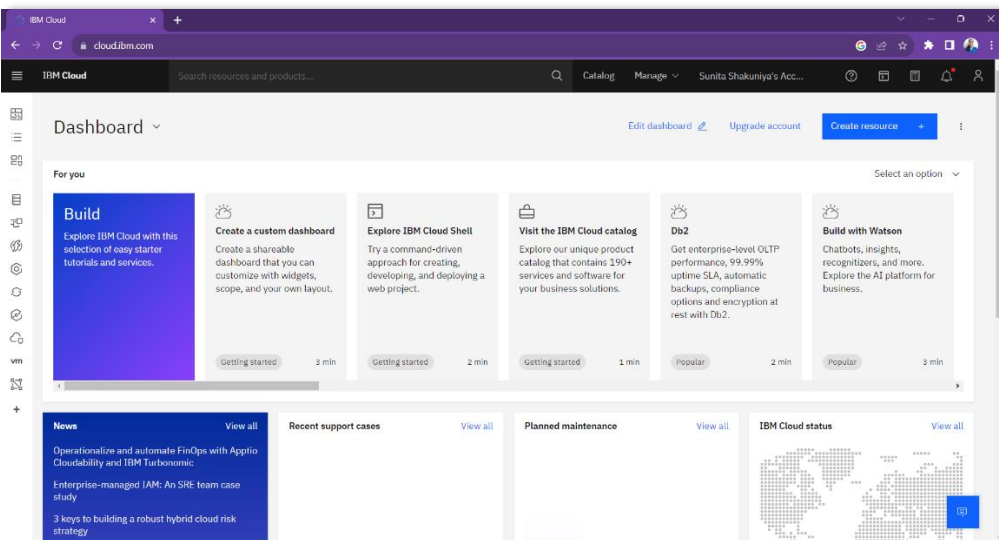 IBM Cloud
cloud.ibm.com
IBM Cloud
Search resources and products...
Catalog
Manage
Sunita Shakuniya's Acc...
Dashboard
Edit dashboard
Upgrade account
Create resource +
For you
Select an option
Build
Explore IBM Cloud with this
selection of easy starter
tutorials and services.
Create a custom dashboard
Create a shareable
dashboard that you can
customize with widgets,
scope, and your own layout.
Getting started 3 min
Explore IBM Cloud Shell
Try a command-driven
approach for creating,
developing, and deploying a
web project.
Getting started 2 min
Visit the IBM Cloud catalog
Explore our unique product
catalog that contains 190+
services and software for
your business solutions.
Getting started 1 min
Db2
Get enterprise-level OLTP
performance, 99.99%
uptime SLA, automatic
backups, compliance
options and encryption at
rest with Db2.
Popular 2 min
Build with Watson
Chatbots, insights,
recognitizers, and more.
Explore the AI platform for
business.
Popular 3 min
vm
News View all
Operationalize and automate FinOps with Apptio
Cloudability and IBM Turbonomic
Enterprise-managed IAM: An SRE team case
study
3 keys to building a robust hybrid cloud risk
strategy
Recent support cases View all
Planned maintenance View all
IBM Cloud status View all